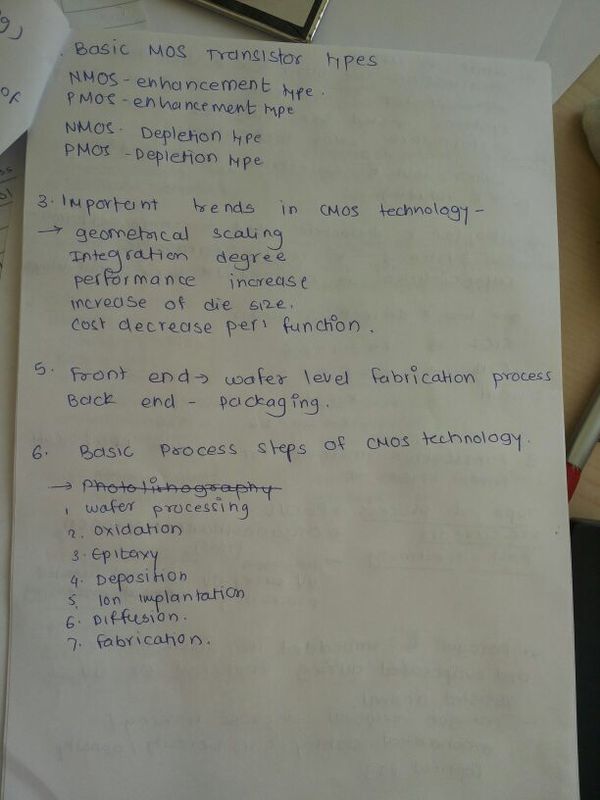 Basic MOS Transistor types
NMOS - enhancement type.
PMOS - enhancement type
NMOS - Depletion type
PMOS - Depletion type
3. Important trends in CMOS technology -
→ geometrical scaling
Integration degree
performance increase
increase of die size.
cost decrease per function.
5. Front end → wafer level fabrication process
Back end - packaging.
6. Basic process steps of CMOS technology.
→ Photolithography
1. wafer processing
2. oxidation
3. Epitaxy
4. Deposition
5. Ion implantation
6. Diffusion.
7. fabrication.